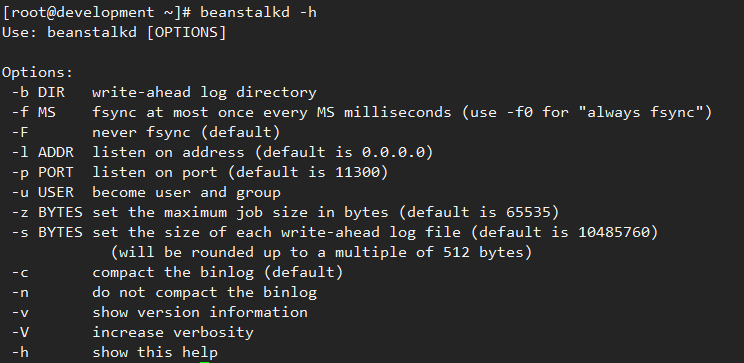 [root@development ~]# beanstalkd -h
Use: beanstalkd [OPTIONS]

Options:
 -b DIR   write-ahead log directory
 -f MS    fsync at most once every MS milliseconds (use -f0 for "always fsync")
 -F       never fsync (default)
 -l ADDR  listen on address (default is 0.0.0.0)
 -p PORT  listen on port (default is 11300)
 -u USER  become user and group
 -z BYTES set the maximum job size in bytes (default is 65535)
 -s BYTES set the size of each write-ahead log file (default is 10485760)
            (will be rounded up to a multiple of 512 bytes)
 -c       compact the binlog (default)
 -n       do not compact the binlog
 -v       show version information
 -V       increase verbosity
 -h       show this help